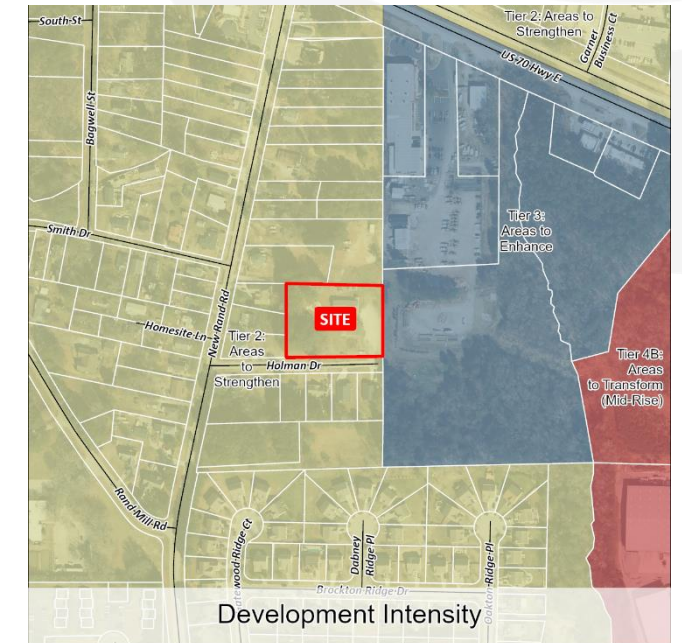 South St
Tier 2: Areas to
Strengthen
Garner
Business Ct
US 70 Hwy E
Bagwell St
Smith Dr
Tier 3:
Areas to
Enhance
SITE
Homesite Ln
New Rand Rd
Tier 2:
Areas
to
Strengthen
Holman Dr
Tier 4B:
Areas
to Transform
(Mid-Rise)
Rand Mill Rd
Ridge Ct
Dabney
Ridge Pl
Oakton Ridge Pl
Brockton Ridge Dr
Development Intensity